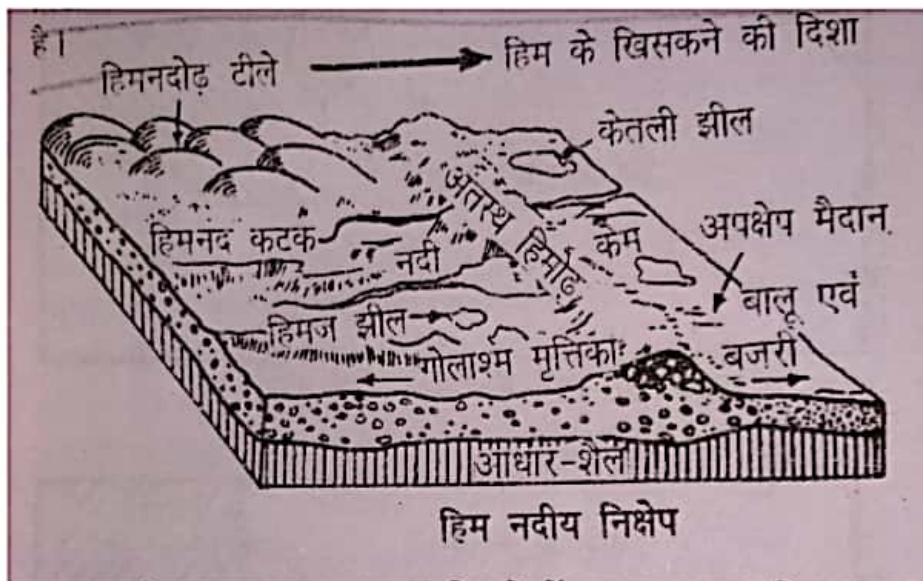 है।
हिम के खिसकने की दिशा
हिमनदोढ़ टीले
केतली झील
अंतस्थ हिमोढ़
अपक्षेप मैदान
हिमनद कटक
नदी
केम
बालू एवं
बजरी
हिमज झील
गोलाश्म मृत्तिका
आधार-शैल
हिम नदीय निक्षेप